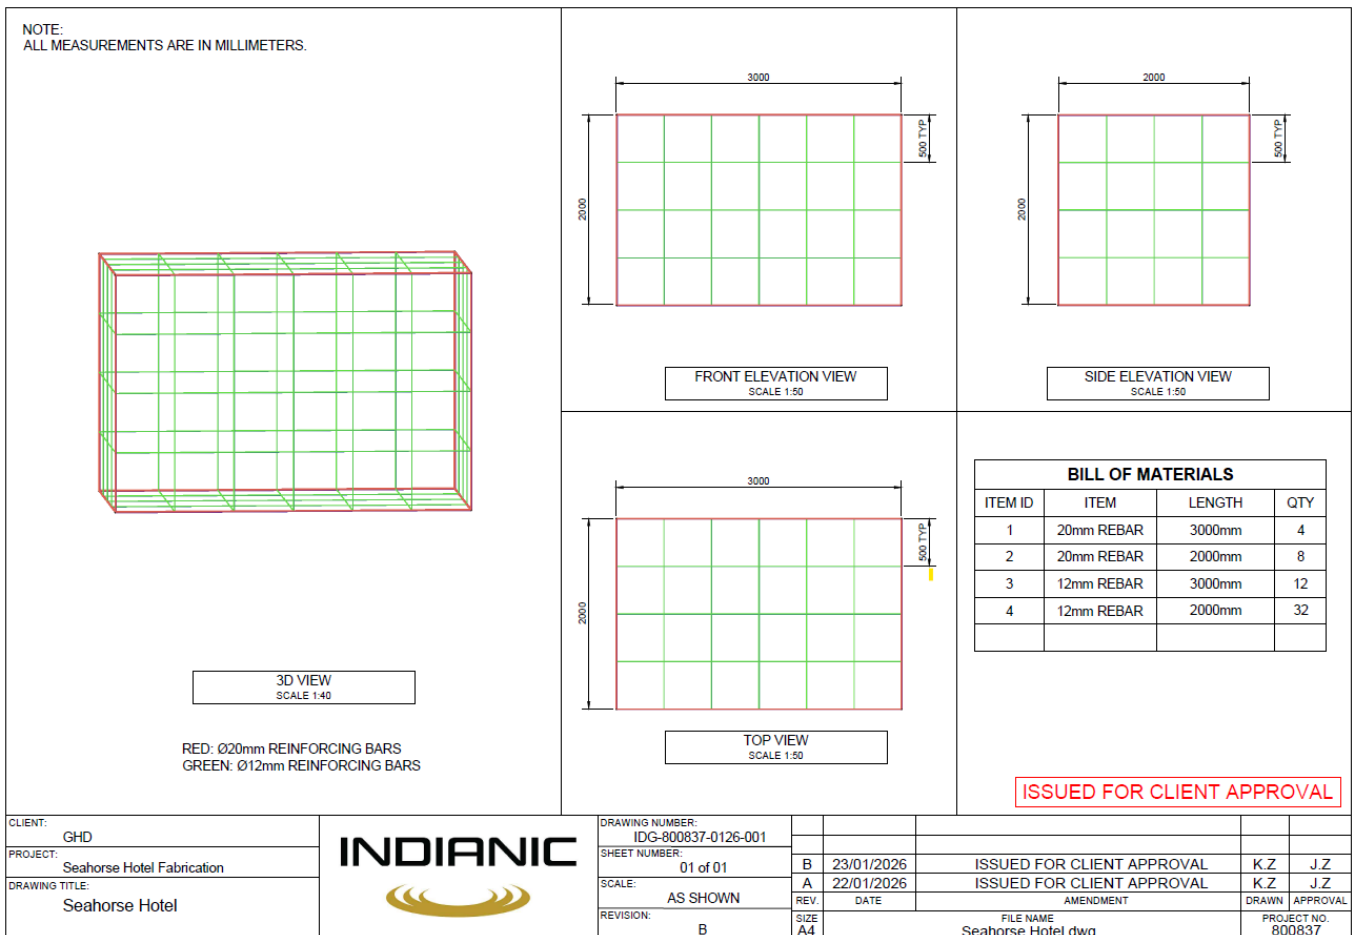 NOTE:
ALL MEASUREMENTS ARE IN MILLIMETERS.
3D VIEW
SCALE 1:40
RED: Ø20mm REINFORCING BARS
GREEN: Ø12mm REINFORCING BARS
3000
2000
500 TYP
FRONT ELEVATION VIEW
SCALE 1:50
2000
2000
500 TYP
SIDE ELEVATION VIEW
SCALE 1:50
3000
2000
500 TYP
TOP VIEW
SCALE 1:50
BILL OF MATERIALS
ITEM ID ITEM LENGTH QTY
1 20mm REBAR 3000mm 4
2 20mm REBAR 2000mm 8
3 12mm REBAR 3000mm 12
4 12mm REBAR 2000mm 32
ISSUED FOR CLIENT APPROVAL
CLIENT:
GHD
PROJECT:
Seahorse Hotel Fabrication
DRAWING TITLE:
Seahorse Hotel
INDIANIC
DRAWING NUMBER:
IDG-800837-0126-001
SHEET NUMBER:
01 of 01
SCALE:
AS SHOWN
REVISION:
B
B 23/01/2026 ISSUED FOR CLIENT APPROVAL K.Z J.Z
A 22/01/2026 ISSUED FOR CLIENT APPROVAL K.Z J.Z
REV. DATE AMENDMENT DRAWN APPROVAL
SIZE FILE NAME PROJECT NO.
A4 Seahorse Hotel.dwg 800837